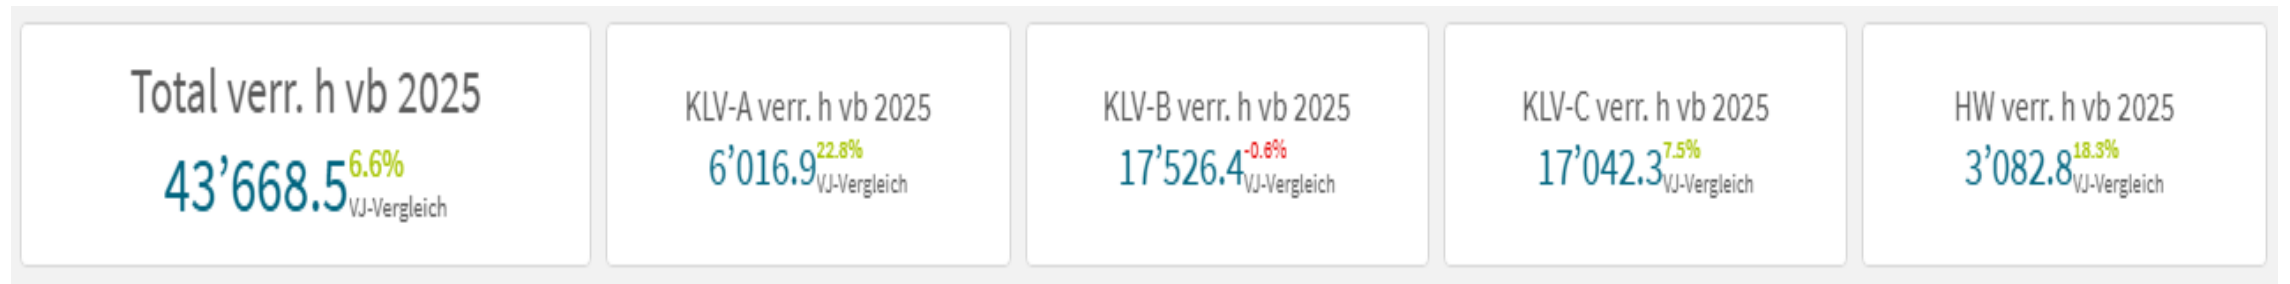 Total verr. h vb 2025
43’668.5 6.6%
VJ-Vergleich
KLV-A verr. h vb 2025
6’016.9 22.8%
VJ-Vergleich
KLV-B verr. h vb 2025
17’526.4 -0.6%
VJ-Vergleich
KLV-C verr. h vb 2025
17’042.3 7.5%
VJ-Vergleich
HW verr. h vb 2025
3’082.8 18.3%
VJ-Vergleich